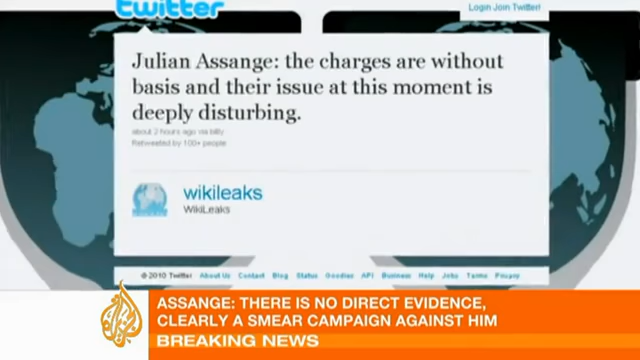 twitter
Login Join Twitter!
Julian Assange: the charges are without
basis and their issue at this moment is
deeply disturbing.
about 2 hours ago via bitly
Retweeted by 100+ people
wikileaks
WikiLeaks
© 2010 Twitter About Us Contact Blog Status Goodies API Business Help Jobs Terms Privacy
ASSANGE: THERE IS NO DIRECT EVIDENCE,
CLEARLY A SMEAR CAMPAIGN AGAINST HIM
BREAKING NEWS